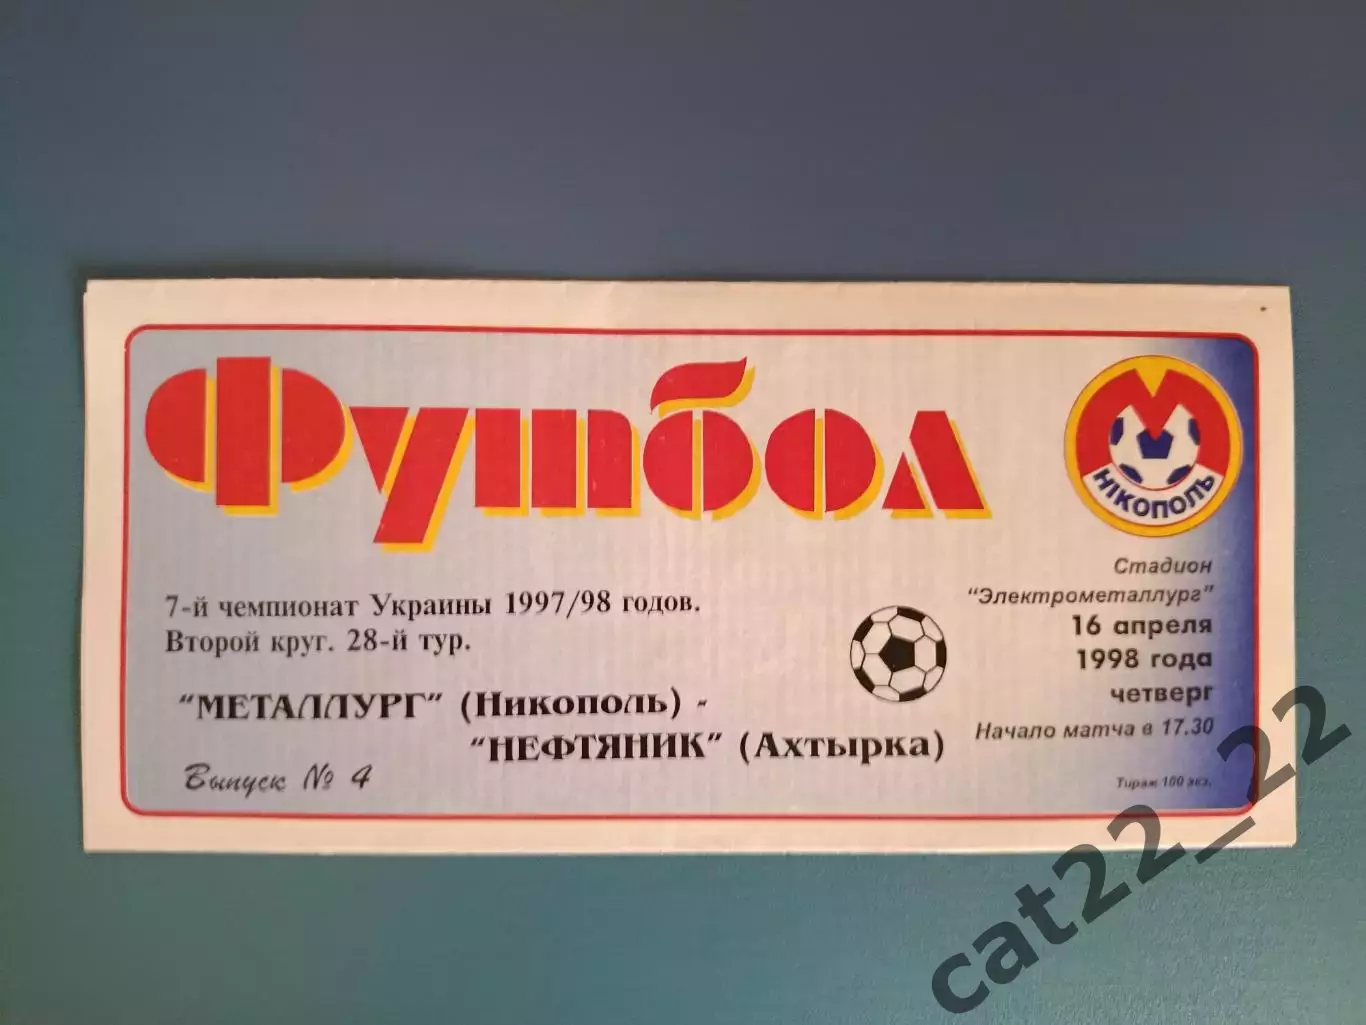 Футбол
М
НІКОПОЛЬ
7-й чемпионат Украины 1997/98 годов.
Второй круг. 28-й тур.
"МЕТАЛЛУРГ" (Никополь) -
"НЕФТЯНИК" (Ахтырка)
Выпуск № 4
Стадион
"Электрометаллург"
16 апреля
1998 года
четверг
Начало матча в 17.30
Тираж 100 экз.
cat22_22